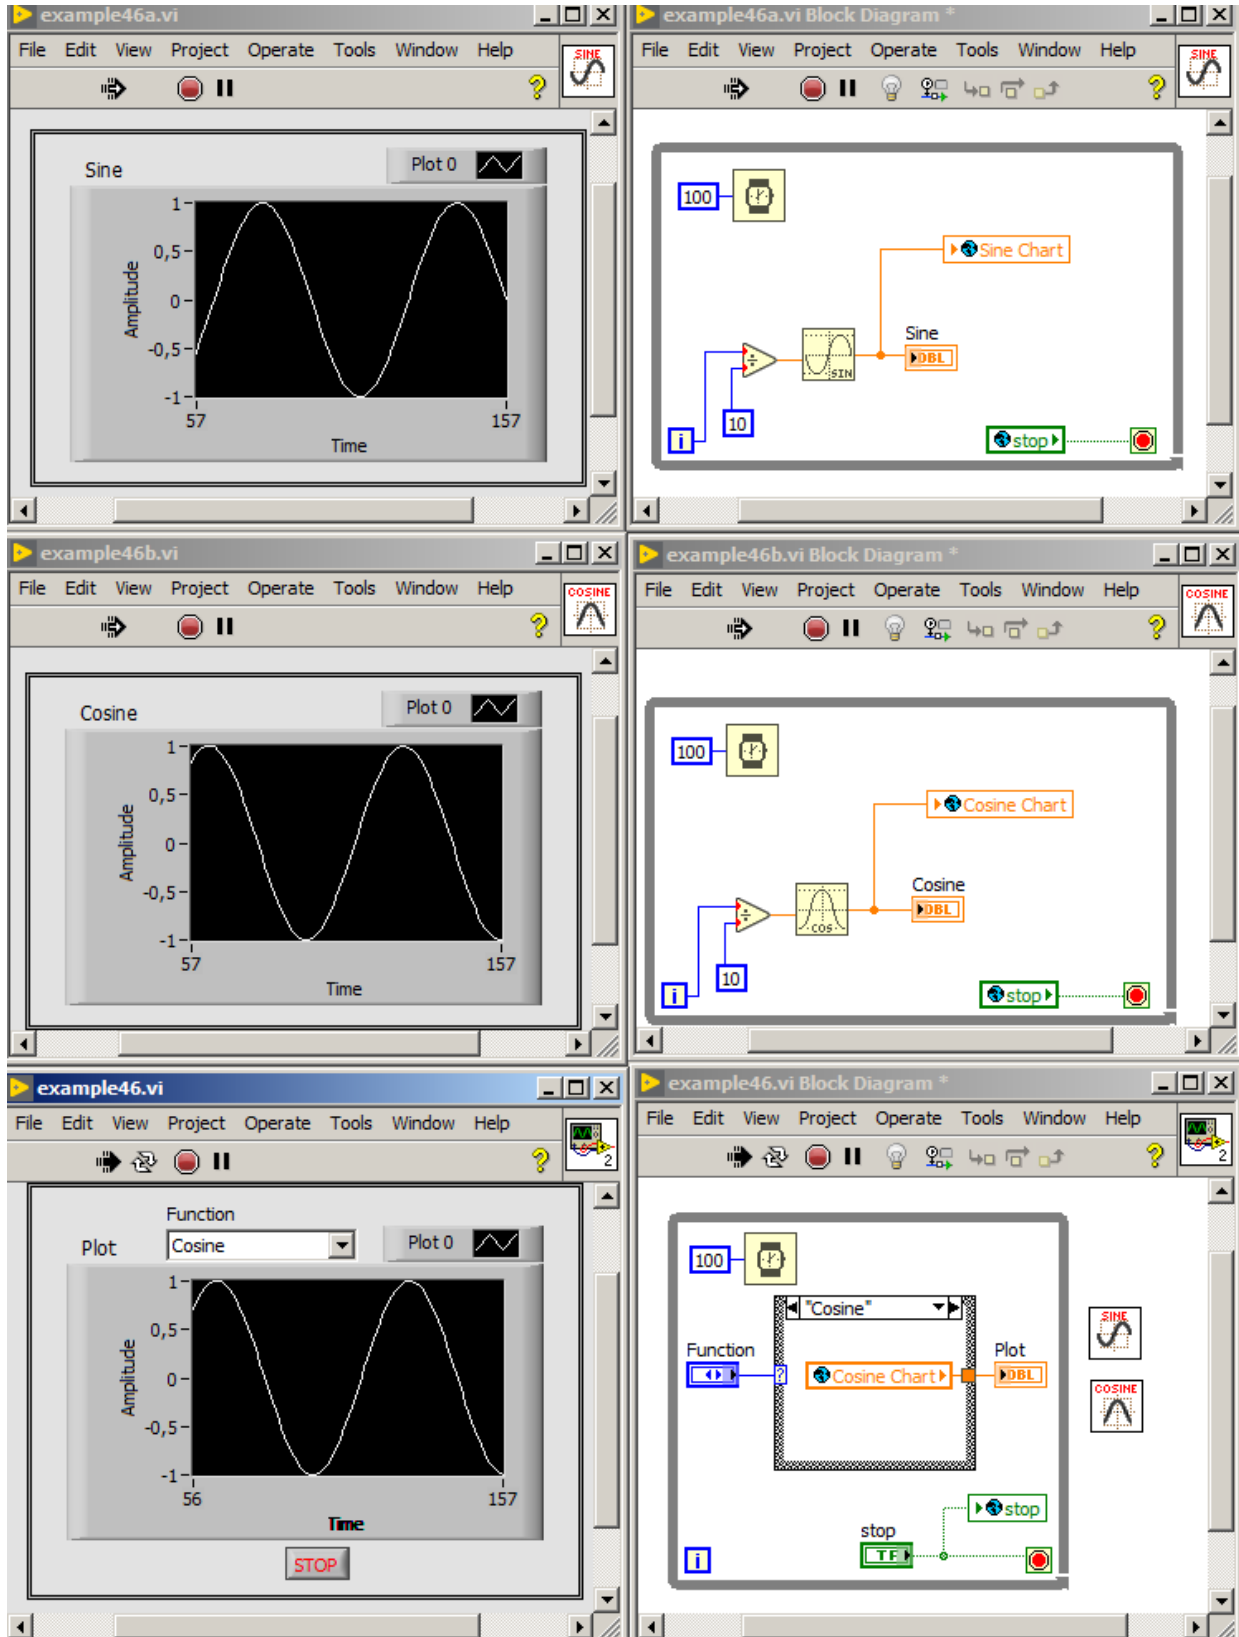 example46a.vi
File Edit View Project Operate Tools Window Help
SINE
Sine
Plot 0
Amplitude
1
0,5
0
-0,5
-1
57
157
Time
example46a.vi Block Diagram *
File Edit View Project Operate Tools Window Help
SINE
100
Sine Chart
Sine
DBL
SIN
10
i
stop
example46b.vi
File Edit View Project Operate Tools Window Help
COSINE
Cosine
Plot 0
Amplitude
1
0,5
0
-0,5
-1
57
157
Time
example46b.vi Block Diagram *
File Edit View Project Operate Tools Window Help
COSINE
100
Cosine Chart
Cosine
DBL
COS
10
i
stop
example46.vi
File Edit View Project Operate Tools Window Help
2
Function
Plot
Cosine
Plot 0
Amplitude
1
0,5
0
-0,5
-1
56
157
Time
STOP
example46.vi Block Diagram *
File Edit View Project Operate Tools Window Help
2
100
"Cosine"
SINE
Function
?
Cosine Chart
Plot
DBL
COSINE
stop
stop
TF
i